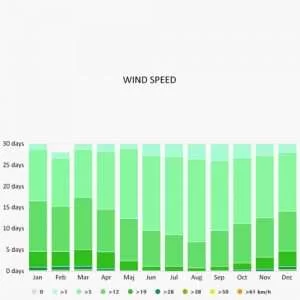 WIND SPEED
30 days
25 days
20 days
15 days
10 days
5 days
0 days
Jan Feb Mar Apr May Jun Jul Aug Sep Oct Nov Dec
0 >1 >5 >12 >19 >28 >38 >50 >61 km/h